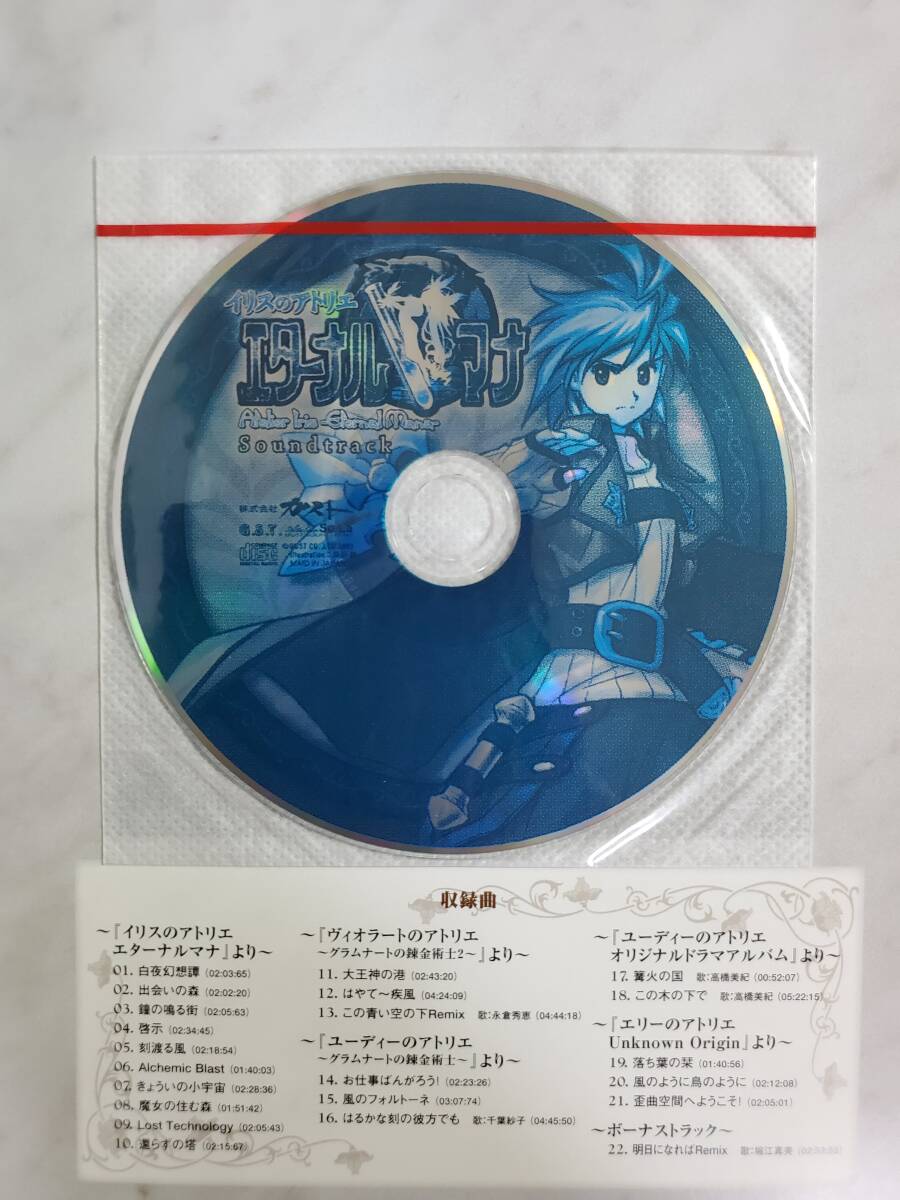 イリスのアトリエ
エターナル マナ
Atelier Iris -Eternal Mana-
Soundtrack
株式会社 ガスト
G.S.T.
disc
DIGITAL AUDIO
MAID IN JAPAN
収録曲
～『イリスのアトリエ
エターナルマナ』より～
01. 白夜幻想譚 (02:03:65)
02. 出会いの森 (02:02:20)
03. 鐘の鳴る街 (02:05:63)
04. 啓示 (02:34:45)
05. 刻渡る風 (02:18:54)
06. Alchemic Blast (01:40:03)
07. きょういの小宇宙 (02:28:36)
08. 魔女の住む森 (01:51:42)
09. Lost Technology (02:05:43)
10. 還らずの塔 (02:15:67)
～『ヴィオラートのアトリエ
～グラムナートの錬金術士2～』より～
11. 大王神の港 (02:43:20)
12. はやて～疾風 (04:24:09)
13. この青い空の下Remix 歌:永倉秀恵 (04:44:18)
～『ユーディーのアトリエ
～グラムナートの錬金術士～』より～
14. お仕事ばんがろう! (02:23:26)
15. 風のフォルトーネ (03:07:74)
16. はるかな刻の彼方でも 歌:千葉紗子 (04:45:50)
～『ユーディーのアトリエ
オリジナルドラマアルバム』より～
17. 篝火の国 歌:高橋美紀 (00:52:07)
18. この木の下で 歌:高橋美紀 (05:22:15)
～『エリーのアトリエ
Unknown Origin』より～
19. 落ち葉の栞 (01:40:56)
20. 風のように鳥のように (02:12:08)
21. 歪曲空間へようこそ! (02:05:01)
～ボーナストラック～
22. 明日になればRemix 歌:堀江真美